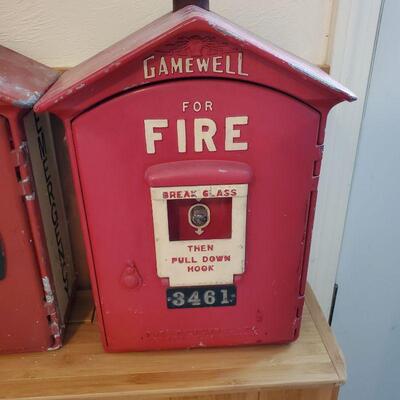 GAMEWELL
FOR
FIRE
BREAK GLASS
THEN
PULL DOWN
HOOK
3461